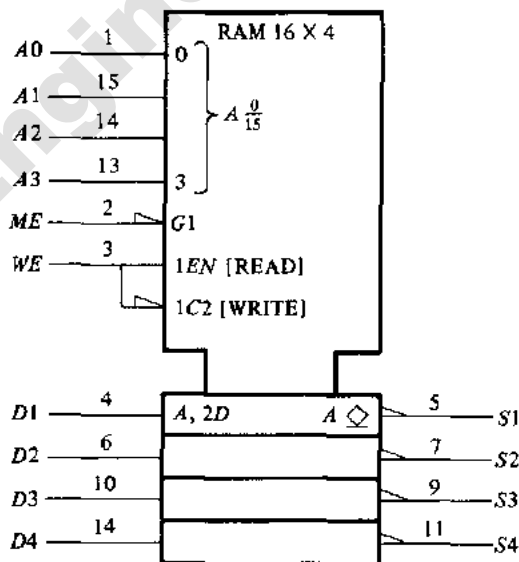 RAM 16 X 4
A0 1 0
A1 15
A 0/15
A2 14
A3 13 3
ME 2 G1
WE 3 1EN [READ]
1C2 [WRITE]
D1 4 A, 2D A 5 S1
D2 6 7 S2
D3 10 9 S3
D4 14 11 S4